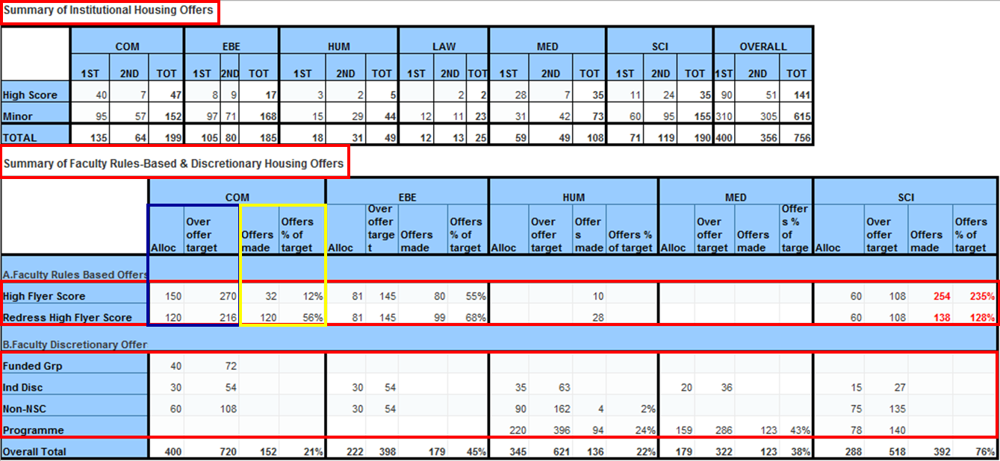 Summary of Institutional Housing Offers
COM EBE HUM LAW MED SCI OVERALL
1ST 2ND TOT 1ST 2ND TOT 1ST 2ND TOT 1ST 2ND TOT 1ST 2ND TOT 1ST 2ND TOT 1ST 2ND TOT
High Score 40 7 47 8 9 17 3 2 5 2 2 28 7 35 11 24 35 90 51 141
Minor 95 57 152 97 71 168 15 29 44 12 11 23 31 42 73 60 95 155 310 305 615
TOTAL 135 64 199 105 80 185 18 31 49 12 13 25 59 49 108 71 119 190 400 356 756
Summary of Faculty Rules-Based & Discretionary Housing Offers
COM EBE HUM MED SCI
Alloc Over offer target Offers made Offers % of target Alloc Over offer targe t Offers made Offers % of target Alloc Over offer target Offer s made Offers % of target Alloc Over offer target Offers made Offer s % of targe Alloc Over offer target Offers made Offers % of target
A.Faculty Rules Based Offers
High Flyer Score 150 270 32 12% 81 145 80 55% 10 60 108 254 235%
Redress High Flyer Score 120 216 120 56% 81 145 99 68% 28 60 108 138 128%
B.Faculty Discretionary Offer
Funded Grp 40 72
Ind Disc 30 54 30 54 35 63 20 36 15 27
Non-NSC 60 108 30 54 90 162 4 2% 75 135
Programme 220 396 94 24% 159 286 123 43% 78 140
Overall Total 400 720 152 21% 222 398 179 45% 345 621 136 22% 179 322 123 38% 288 518 392 76%